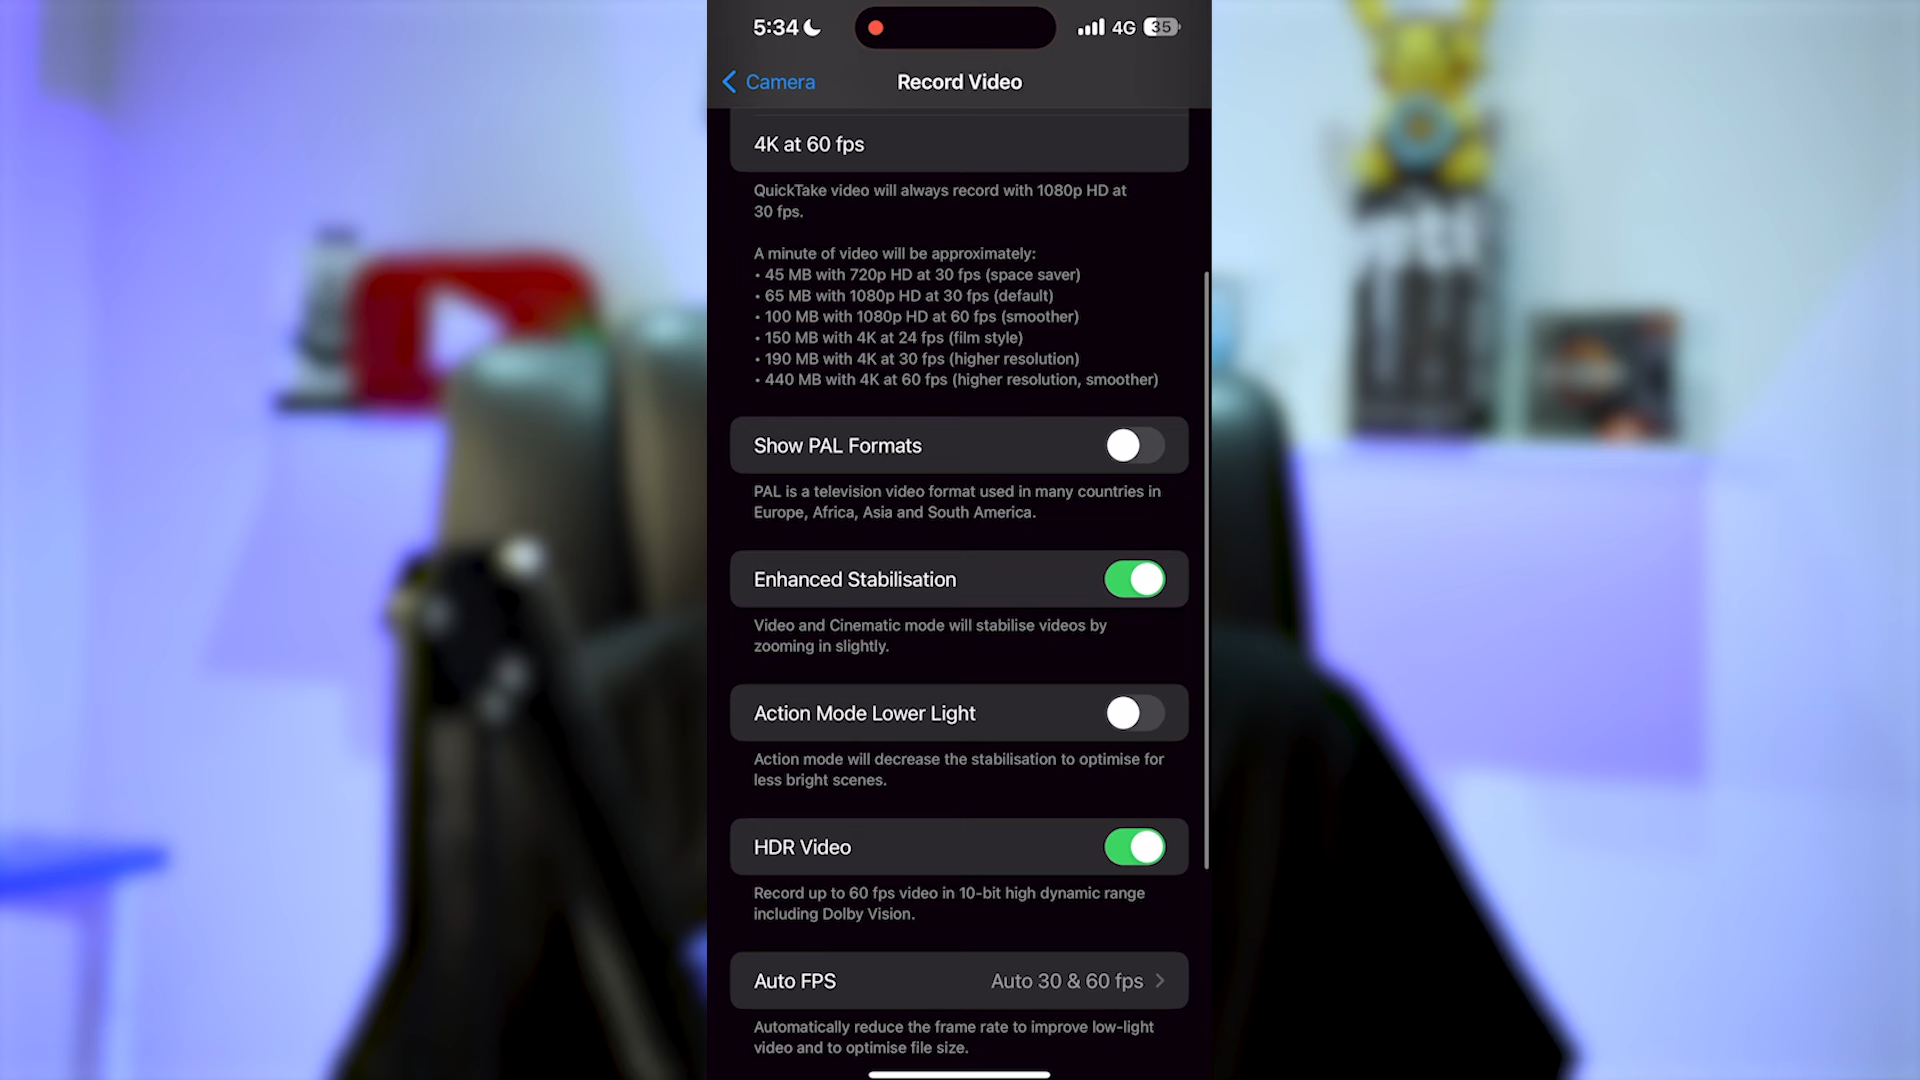 5:34
4G
35
Camera
Record Video
4K at 60 fps
QuickTake video will always record with 1080p HD at
30 fps.
A minute of video will be approximately:
• 45 MB with 720p HD at 30 fps (space saver)
• 65 MB with 1080p HD at 30 fps (default)
• 100 MB with 1080p HD at 60 fps (smoother)
• 150 MB with 4K at 24 fps (film style)
• 190 MB with 4K at 30 fps (higher resolution)
• 440 MB with 4K at 60 fps (higher resolution, smoother)
Show PAL Formats
PAL is a television video format used in many countries in
Europe, Africa, Asia and South America.
Enhanced Stabilisation
Video and Cinematic mode will stabilise videos by
zooming in slightly.
Action Mode Lower Light
Action mode will decrease the stabilisation to optimise for
less bright scenes.
HDR Video
Record up to 60 fps video in 10-bit high dynamic range
including Dolby Vision.
Auto FPS
Auto 30 & 60 fps
Automatically reduce the frame rate to improve low-light
video and to optimise file size.